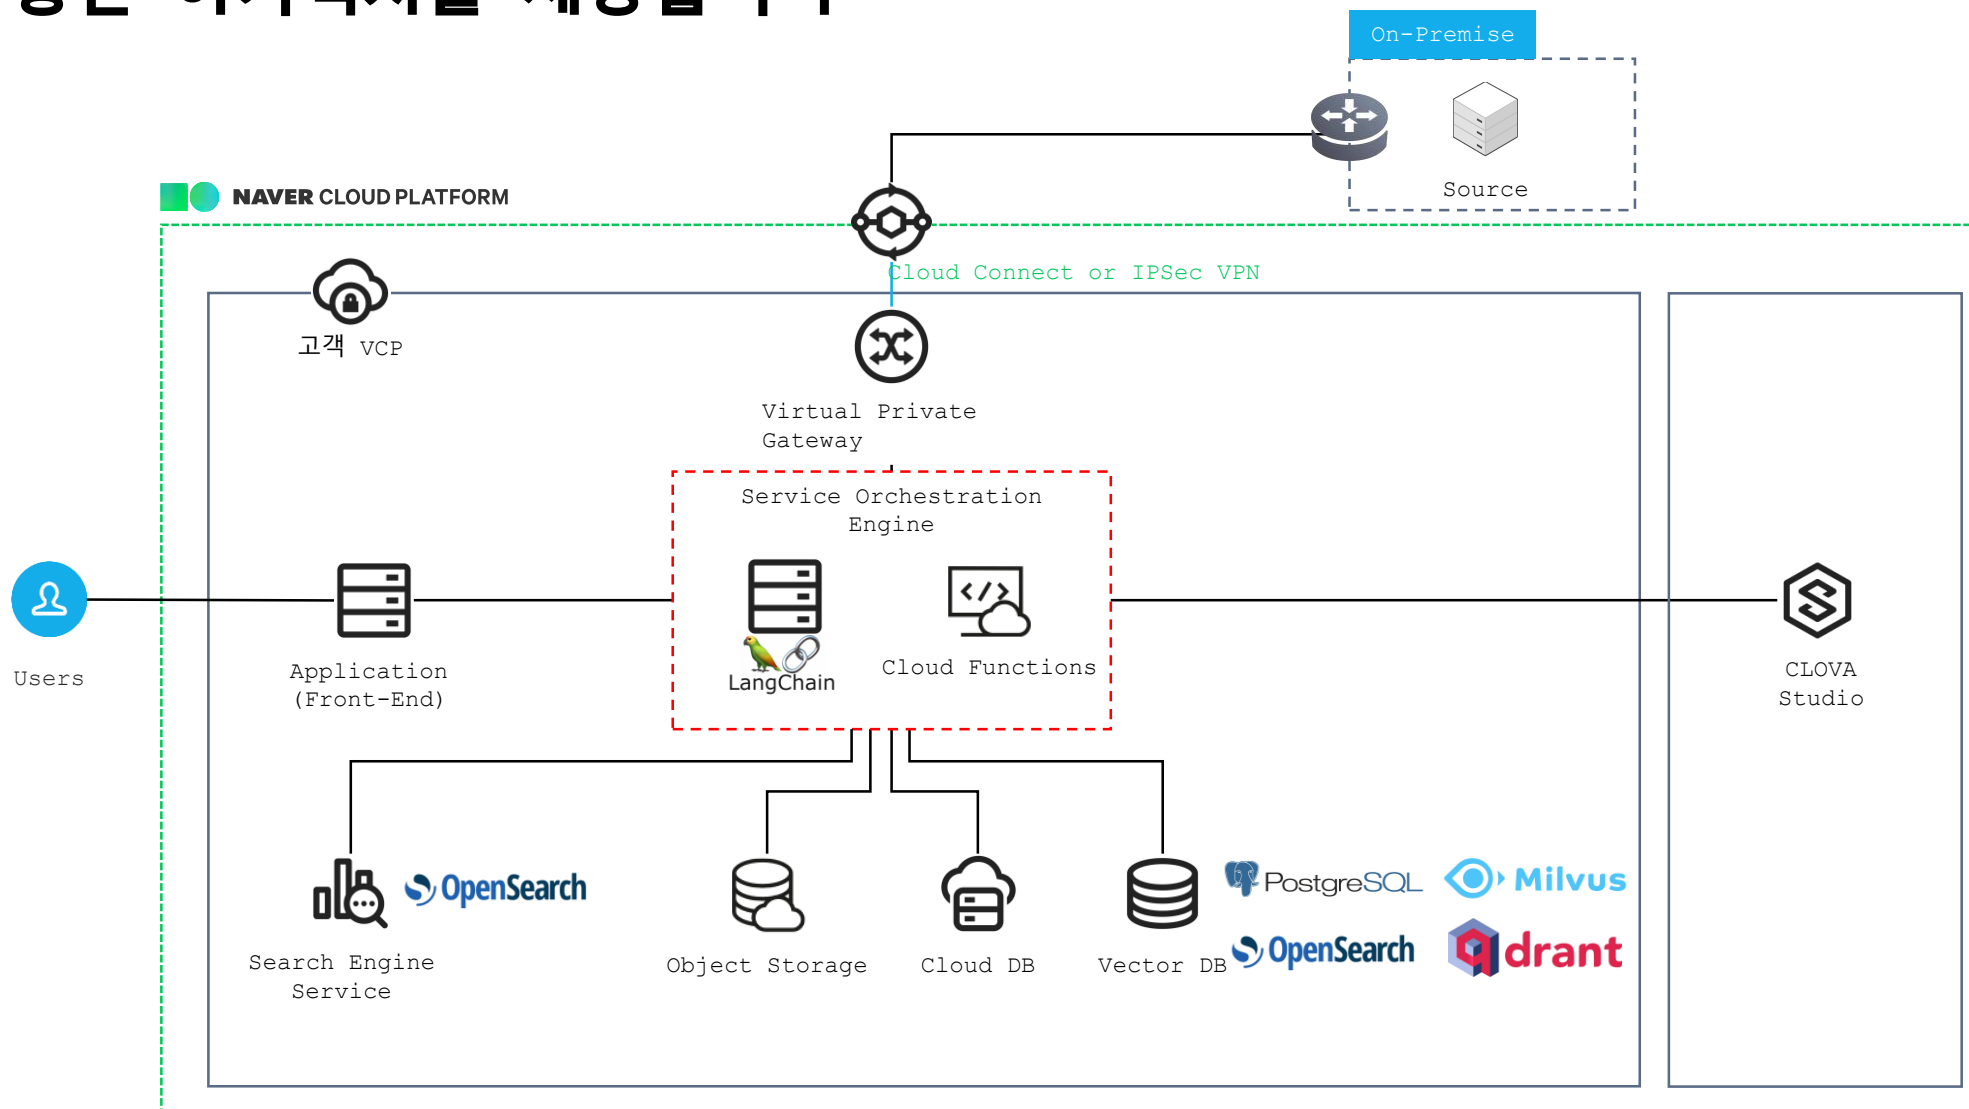 On-Premise
Source
NAVER CLOUD PLATFORM
Cloud Connect or IPSec VPN
고객 VCP
Virtual Private
Gateway
Service Orchestration
Engine
LangChain
Cloud Functions
Users
Application
(Front-End)
CLOVA
Studio
OpenSearch
PostgreSQL
Milvus
OpenSearch
qdrant
Search Engine
Service
Object Storage
Cloud DB
Vector DB